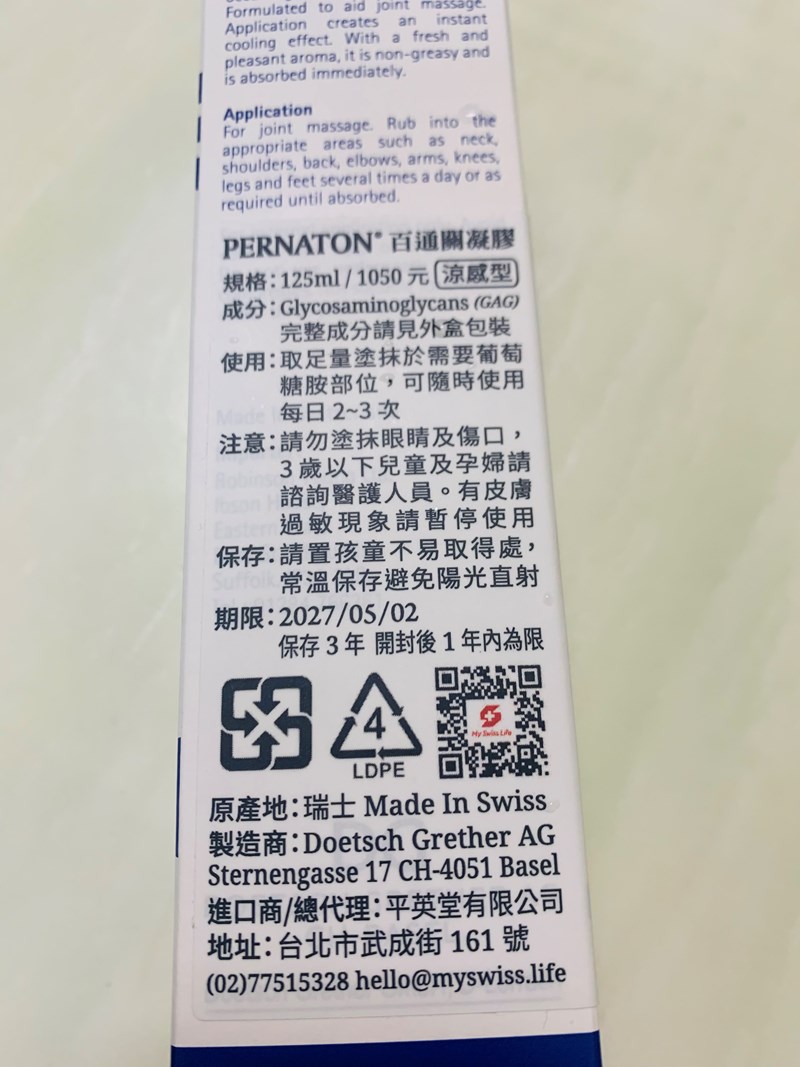 Formulated to aid joint massage.
Application creates an instant
cooling effect. With a fresh and
pleasant aroma, it is non-greasy and
is absorbed immediately.
Application
For joint massage. Rub into the
appropriate areas such as neck,
shoulders, back, elbows, arms, knees,
legs and feet several times a day or as
required until absorbed.
PERNATON® 百通關凝膠
規格：125ml / 1050 元 涼感型
成分：Glycosaminoglycans (GAG)
完整成分請見外盒包裝
使用：取足量塗抹於需要葡萄
糖胺部位，可隨時使用
每日 2~3 次
注意：請勿塗抹眼睛及傷口，
3 歲以下兒童及孕婦請
諮詢醫護人員。有皮膚
過敏現象請暫停使用
保存：請置孩童不易取得處，
常溫保存避免陽光直射
期限：2027/05/02
保存 3 年 開封後 1 年內為限
4
LDPE
My Swiss Life
原產地：瑞士 Made In Swiss
製造商：Doetsch Grether AG
Sternengasse 17 CH-4051 Basel
進口商/總代理：平英堂有限公司
地址：台北市武成街 161 號
(02)77515328 hello@myswiss.life